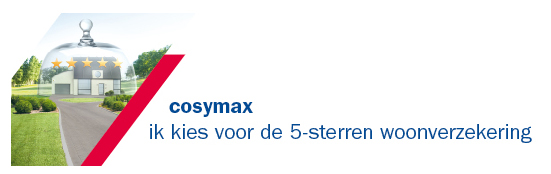 cosymax
ik kies voor de 5-sterren woonverzekering